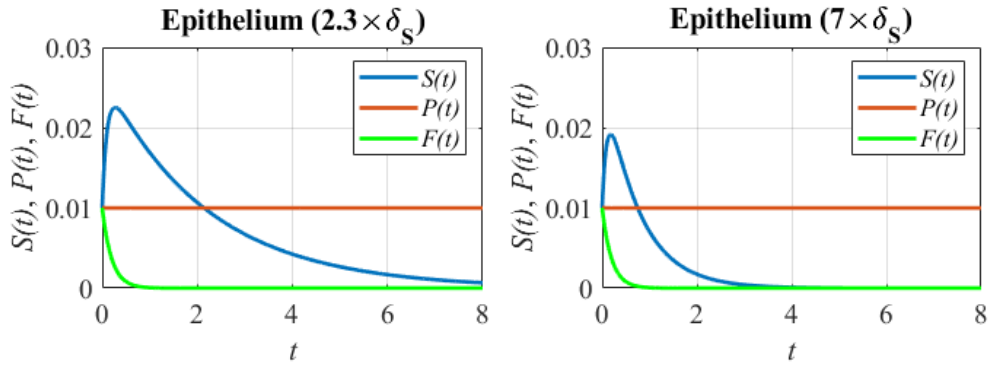 Epithelium (2.3×δS)
S(t), P(t), F(t)
0.03
0.02
0.01
0
S(t)
P(t)
F(t)
0 2 4 6 8
t
Epithelium (7×δS)
S(t), P(t), F(t)
0.03
0.02
0.01
0
S(t)
P(t)
F(t)
0 2 4 6 8
t